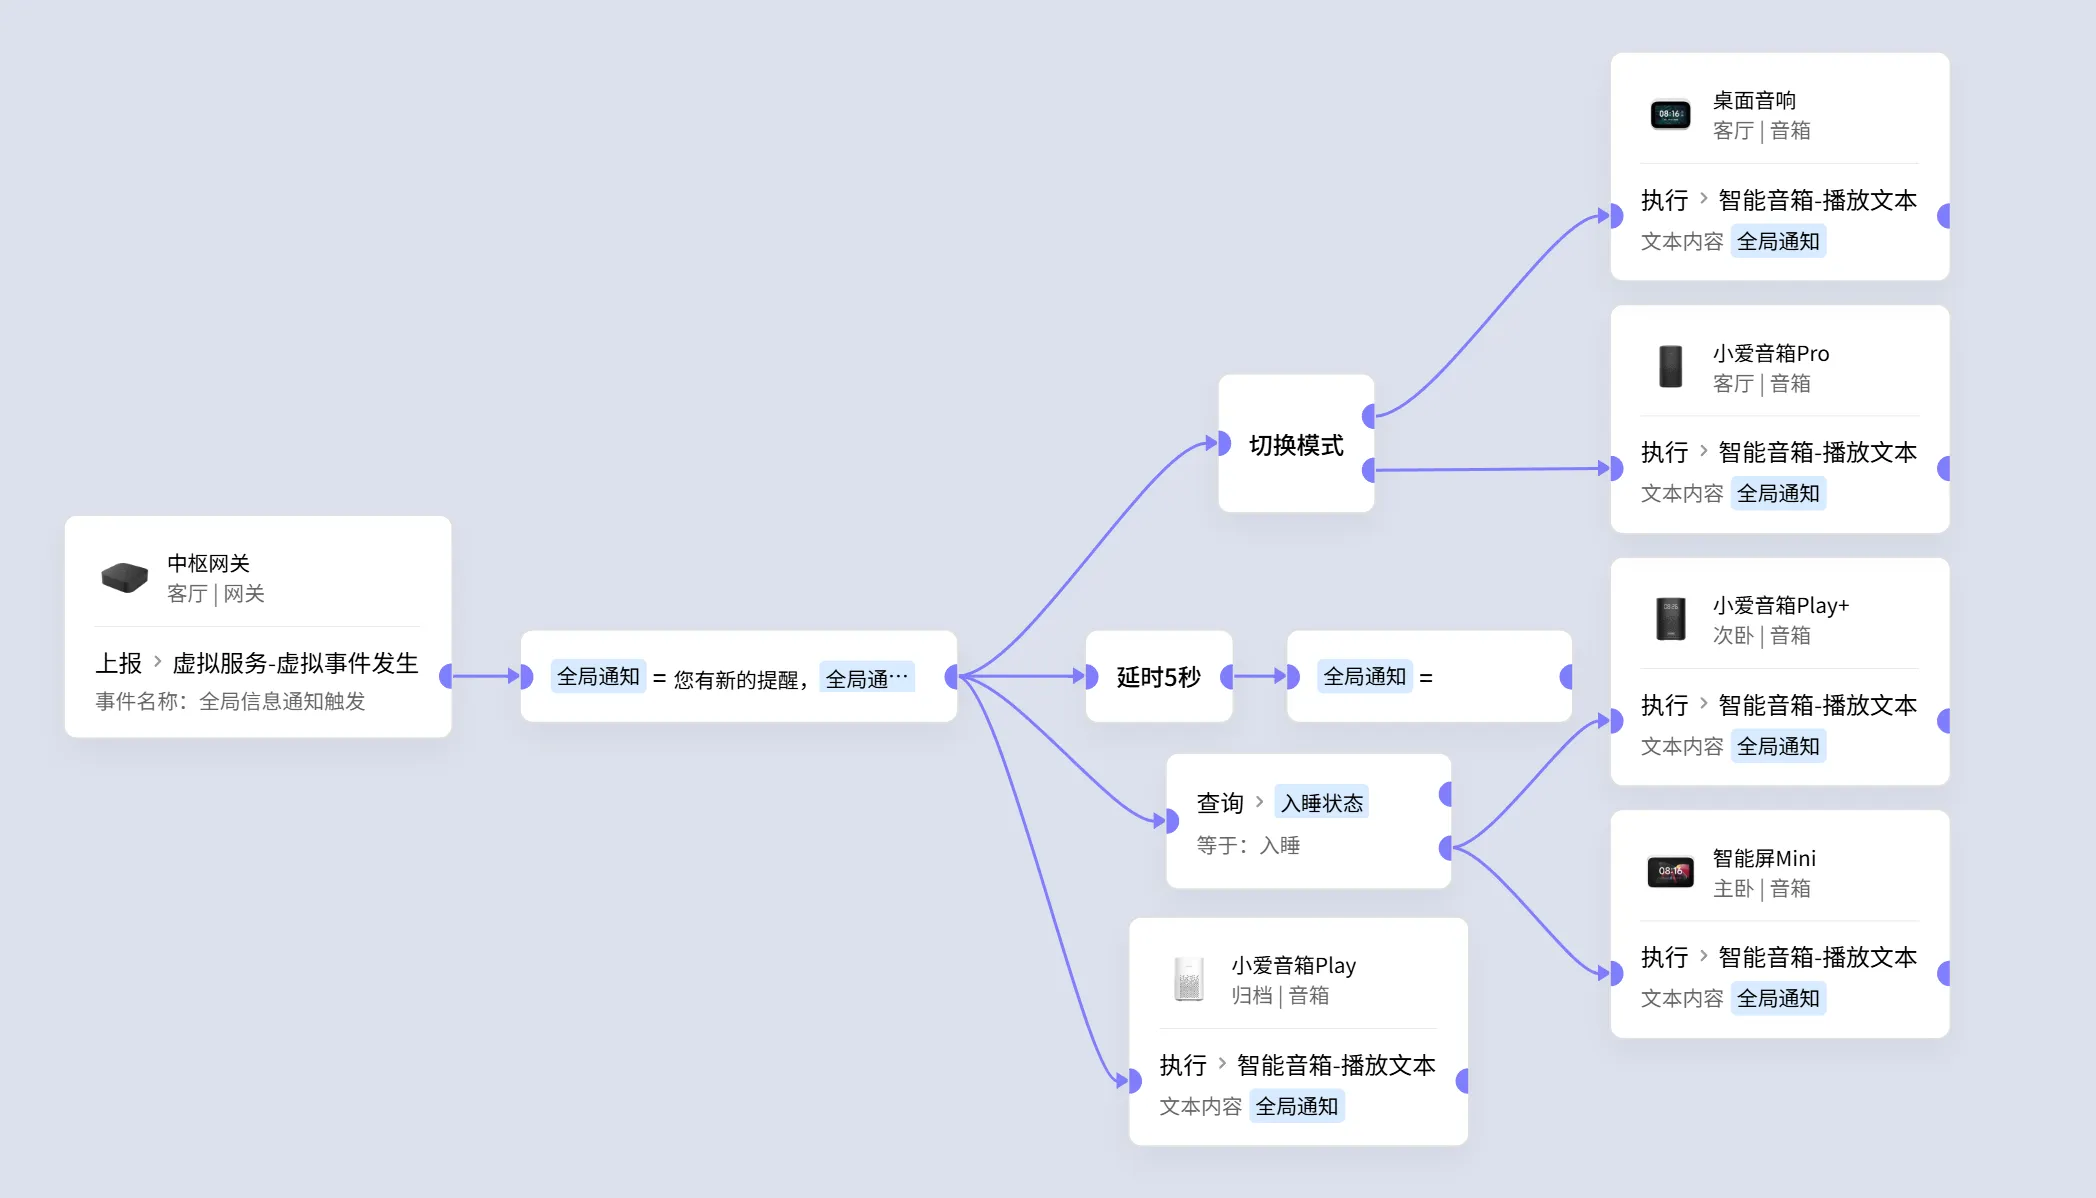 中枢网关
客厅 | 网关
上报 > 虚拟服务-虚拟事件发生
事件名称：全局信息通知触发
全局通知 = 您有新的提醒，全局通…
切换模式
延时5秒
全局通知 =
查询 > 入睡状态
等于：入睡
小爱音箱Play
归档 | 音箱
执行 > 智能音箱-播放文本
文本内容 全局通知
08:16
桌面音响
客厅 | 音箱
执行 > 智能音箱-播放文本
文本内容 全局通知
小爱音箱Pro
客厅 | 音箱
执行 > 智能音箱-播放文本
文本内容 全局通知
小爱音箱Play+
次卧 | 音箱
执行 > 智能音箱-播放文本
文本内容 全局通知
08:16
智能屏Mini
主卧 | 音箱
执行 > 智能音箱-播放文本
文本内容 全局通知